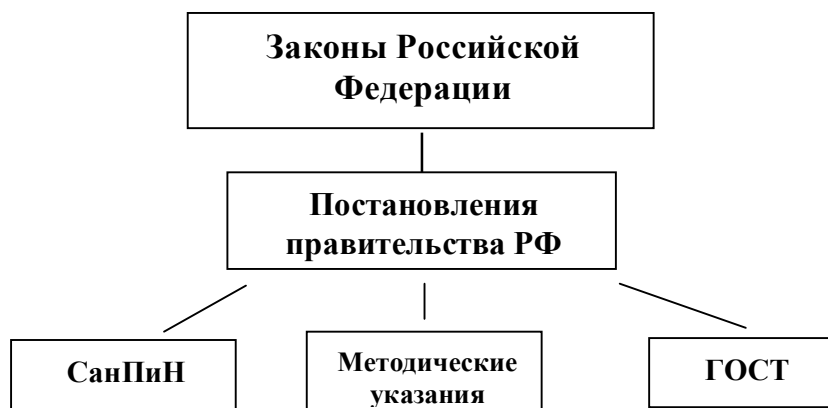 Законы Российской
Федерации
Постановления
правительства РФ
СанПиН
Методические
указания
ГОСТ